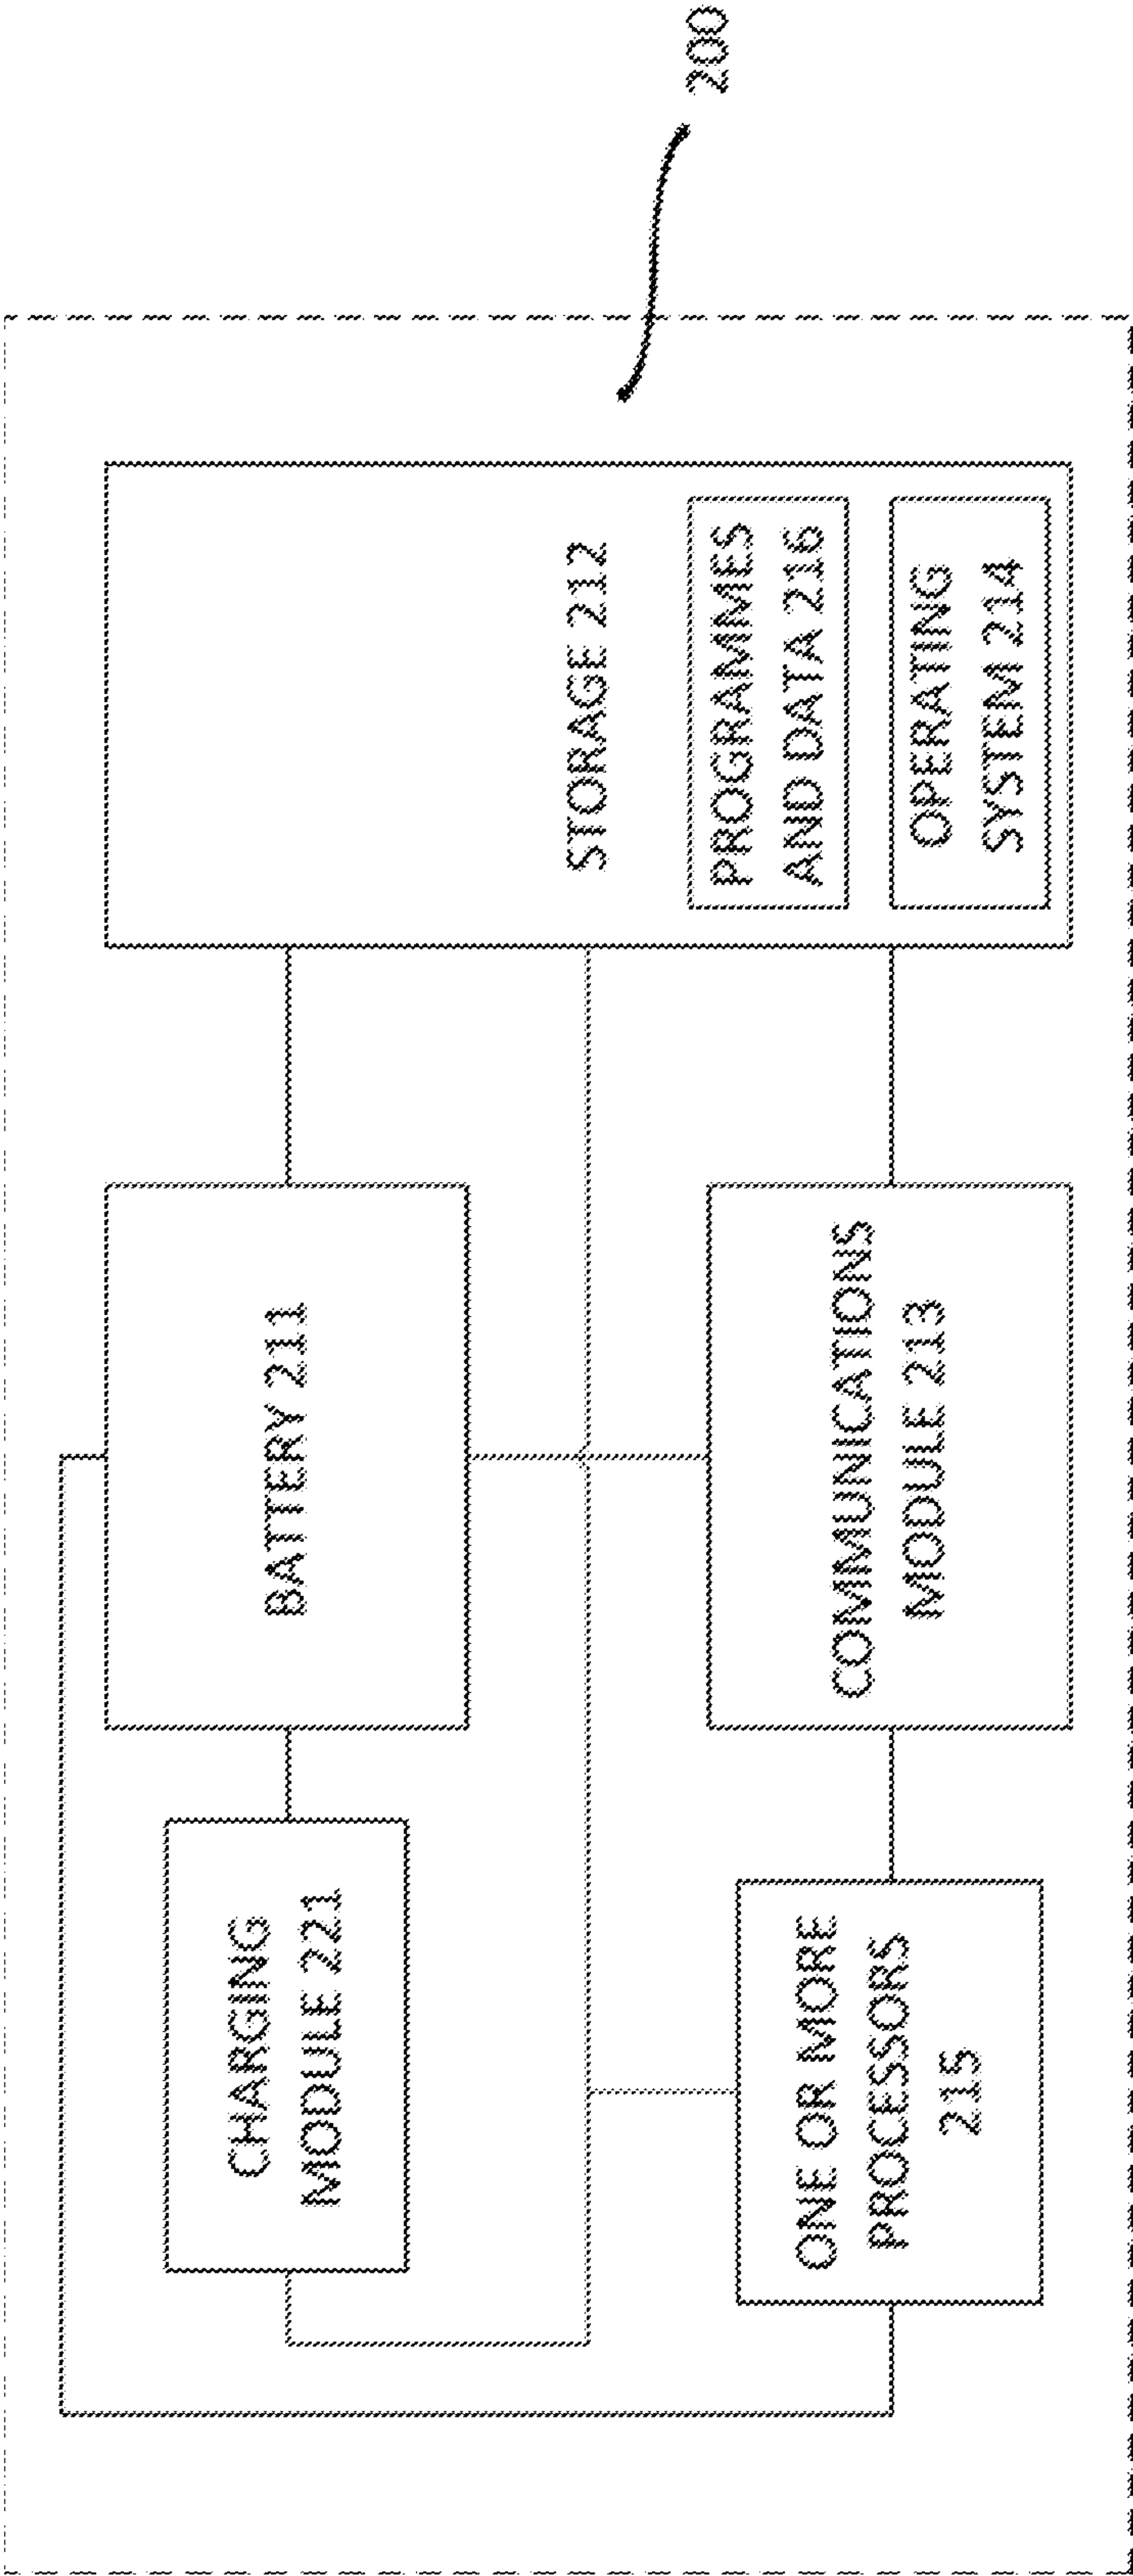 200
CHARGING
MODULE 221
BATTERY 211
STORAGE 212
PROGRAMMES
AND DATA 216
OPERATING
SYSTEM 214
ONE OR MORE
PROCESSORS
215
COMMUNICATIONS
MODULE 213